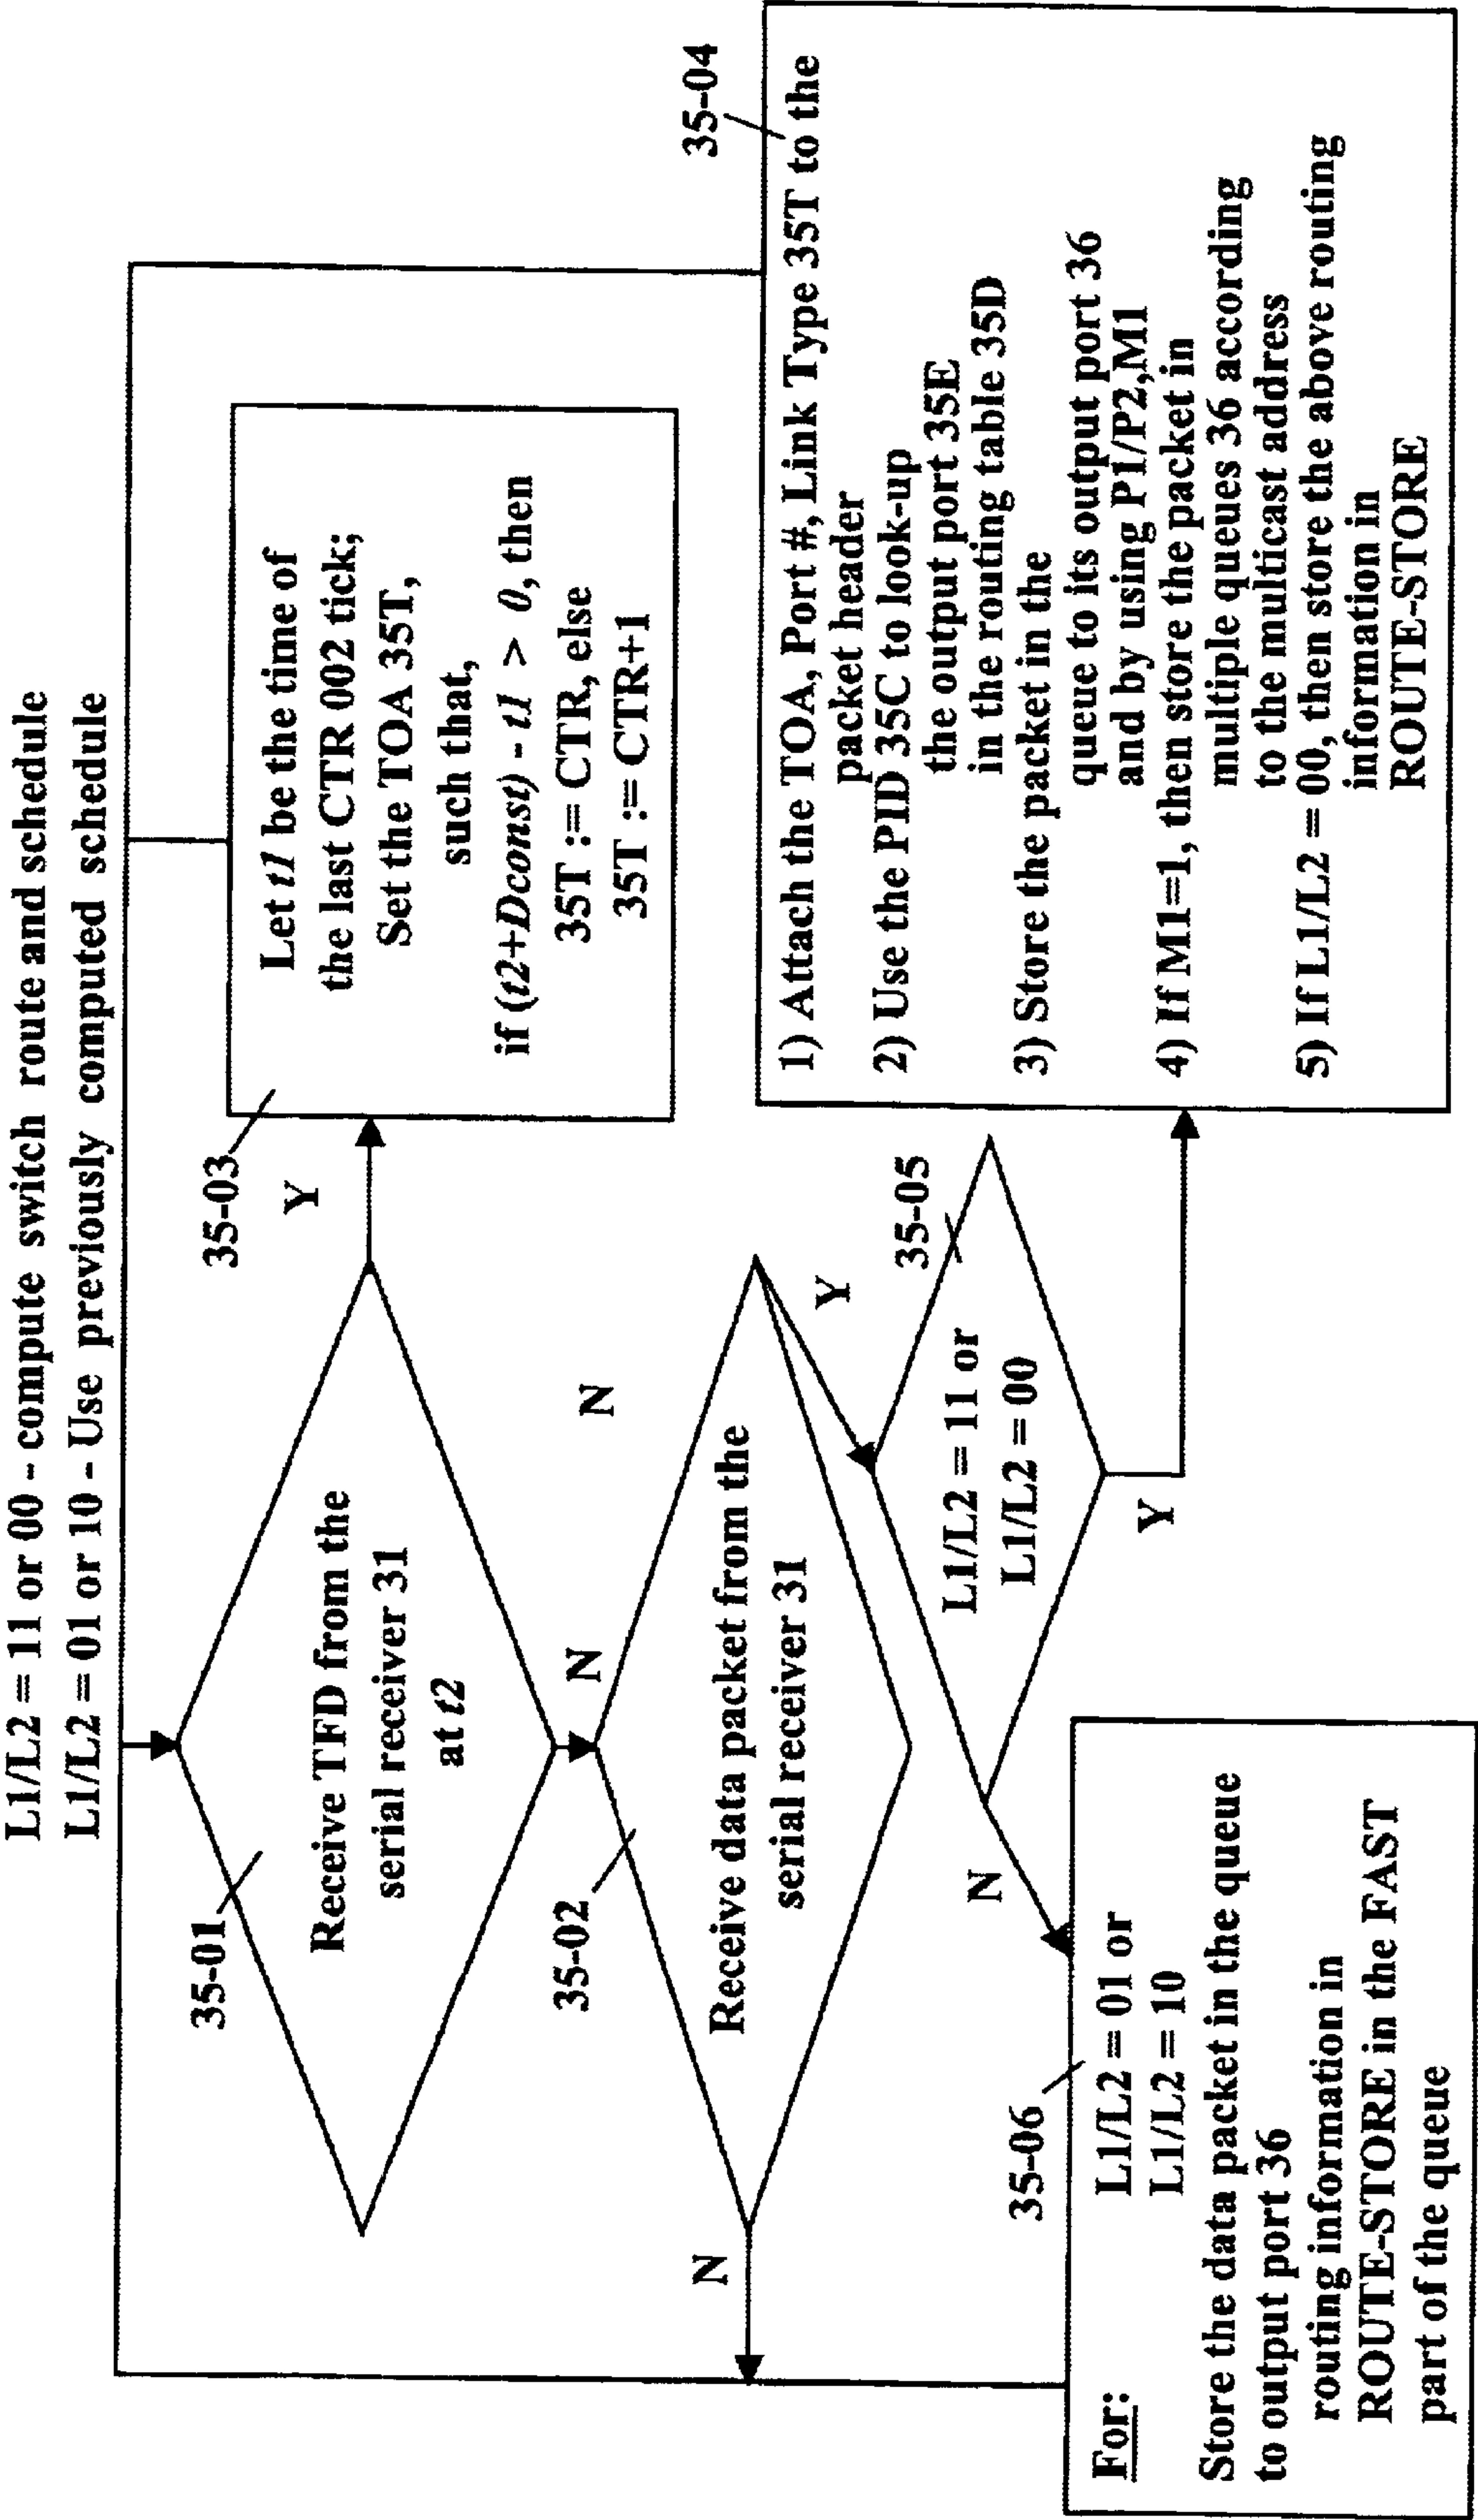 L1/L2 = 11 or 00 - compute switch route and schedule
L1/L2 = 01 or 10 - Use previously computed schedule
35-01
Receive TFD from the
serial receiver 31
at t2
35-03
Y
Let t1 be the time of
the last CTR 002 tick;
Set the TOA 35T,
such that,
if (t2+Dconst) - t1 > 0, then
35T := CTR, else
35T := CTR+1
N
N
35-02
Receive data packet from the
serial receiver 31
N
Y
35-05
L1/L2 = 11 or
L1/L2 = 00
N
Y
35-04
1) Attach the TOA, Port #, Link Type 35T to the
packet header
2) Use the PID 35C to look-up
the output port 35E
in the routing table 35D
3) Store the packet in the
queue to its output port 36
and by using P1/P2,M1
4) If M1=1, then store the packet in
multiple queues 36 according
to the multicast address
5) If L1/L2 = 00, then store the above routing
information in
ROUTE-STORE
35-06
For:
L1/L2 = 01 or
L1/L2 = 10
Store the data packet in the queue
to output port 36
routing information in
ROUTE-STORE in the FAST
part of the queue